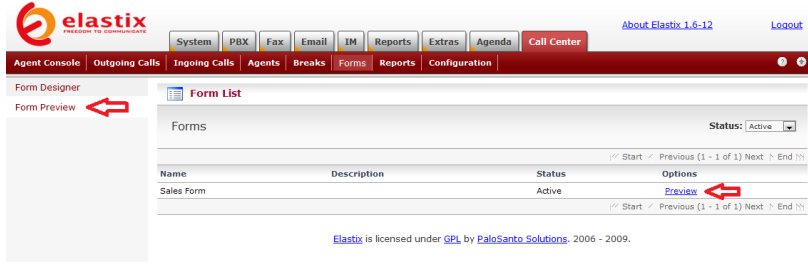 elastix
FREEDOM TO COMMUNICATE
About Elastix 1.6-12 Logout
System PBX Fax Email IM Reports Extras Agenda Call Center
Agent Console Outgoing Calls Ingoing Calls Agents Breaks Forms Reports Configuration
Form Designer
Form Preview
Form List
Forms
Status: Active
Start Previous (1 - 1 of 1) Next End
Name Description Status Options
Sales Form Active Preview
Start Previous (1 - 1 of 1) Next End
Elastix is licensed under GPL by PaloSanto Solutions. 2006 - 2009.